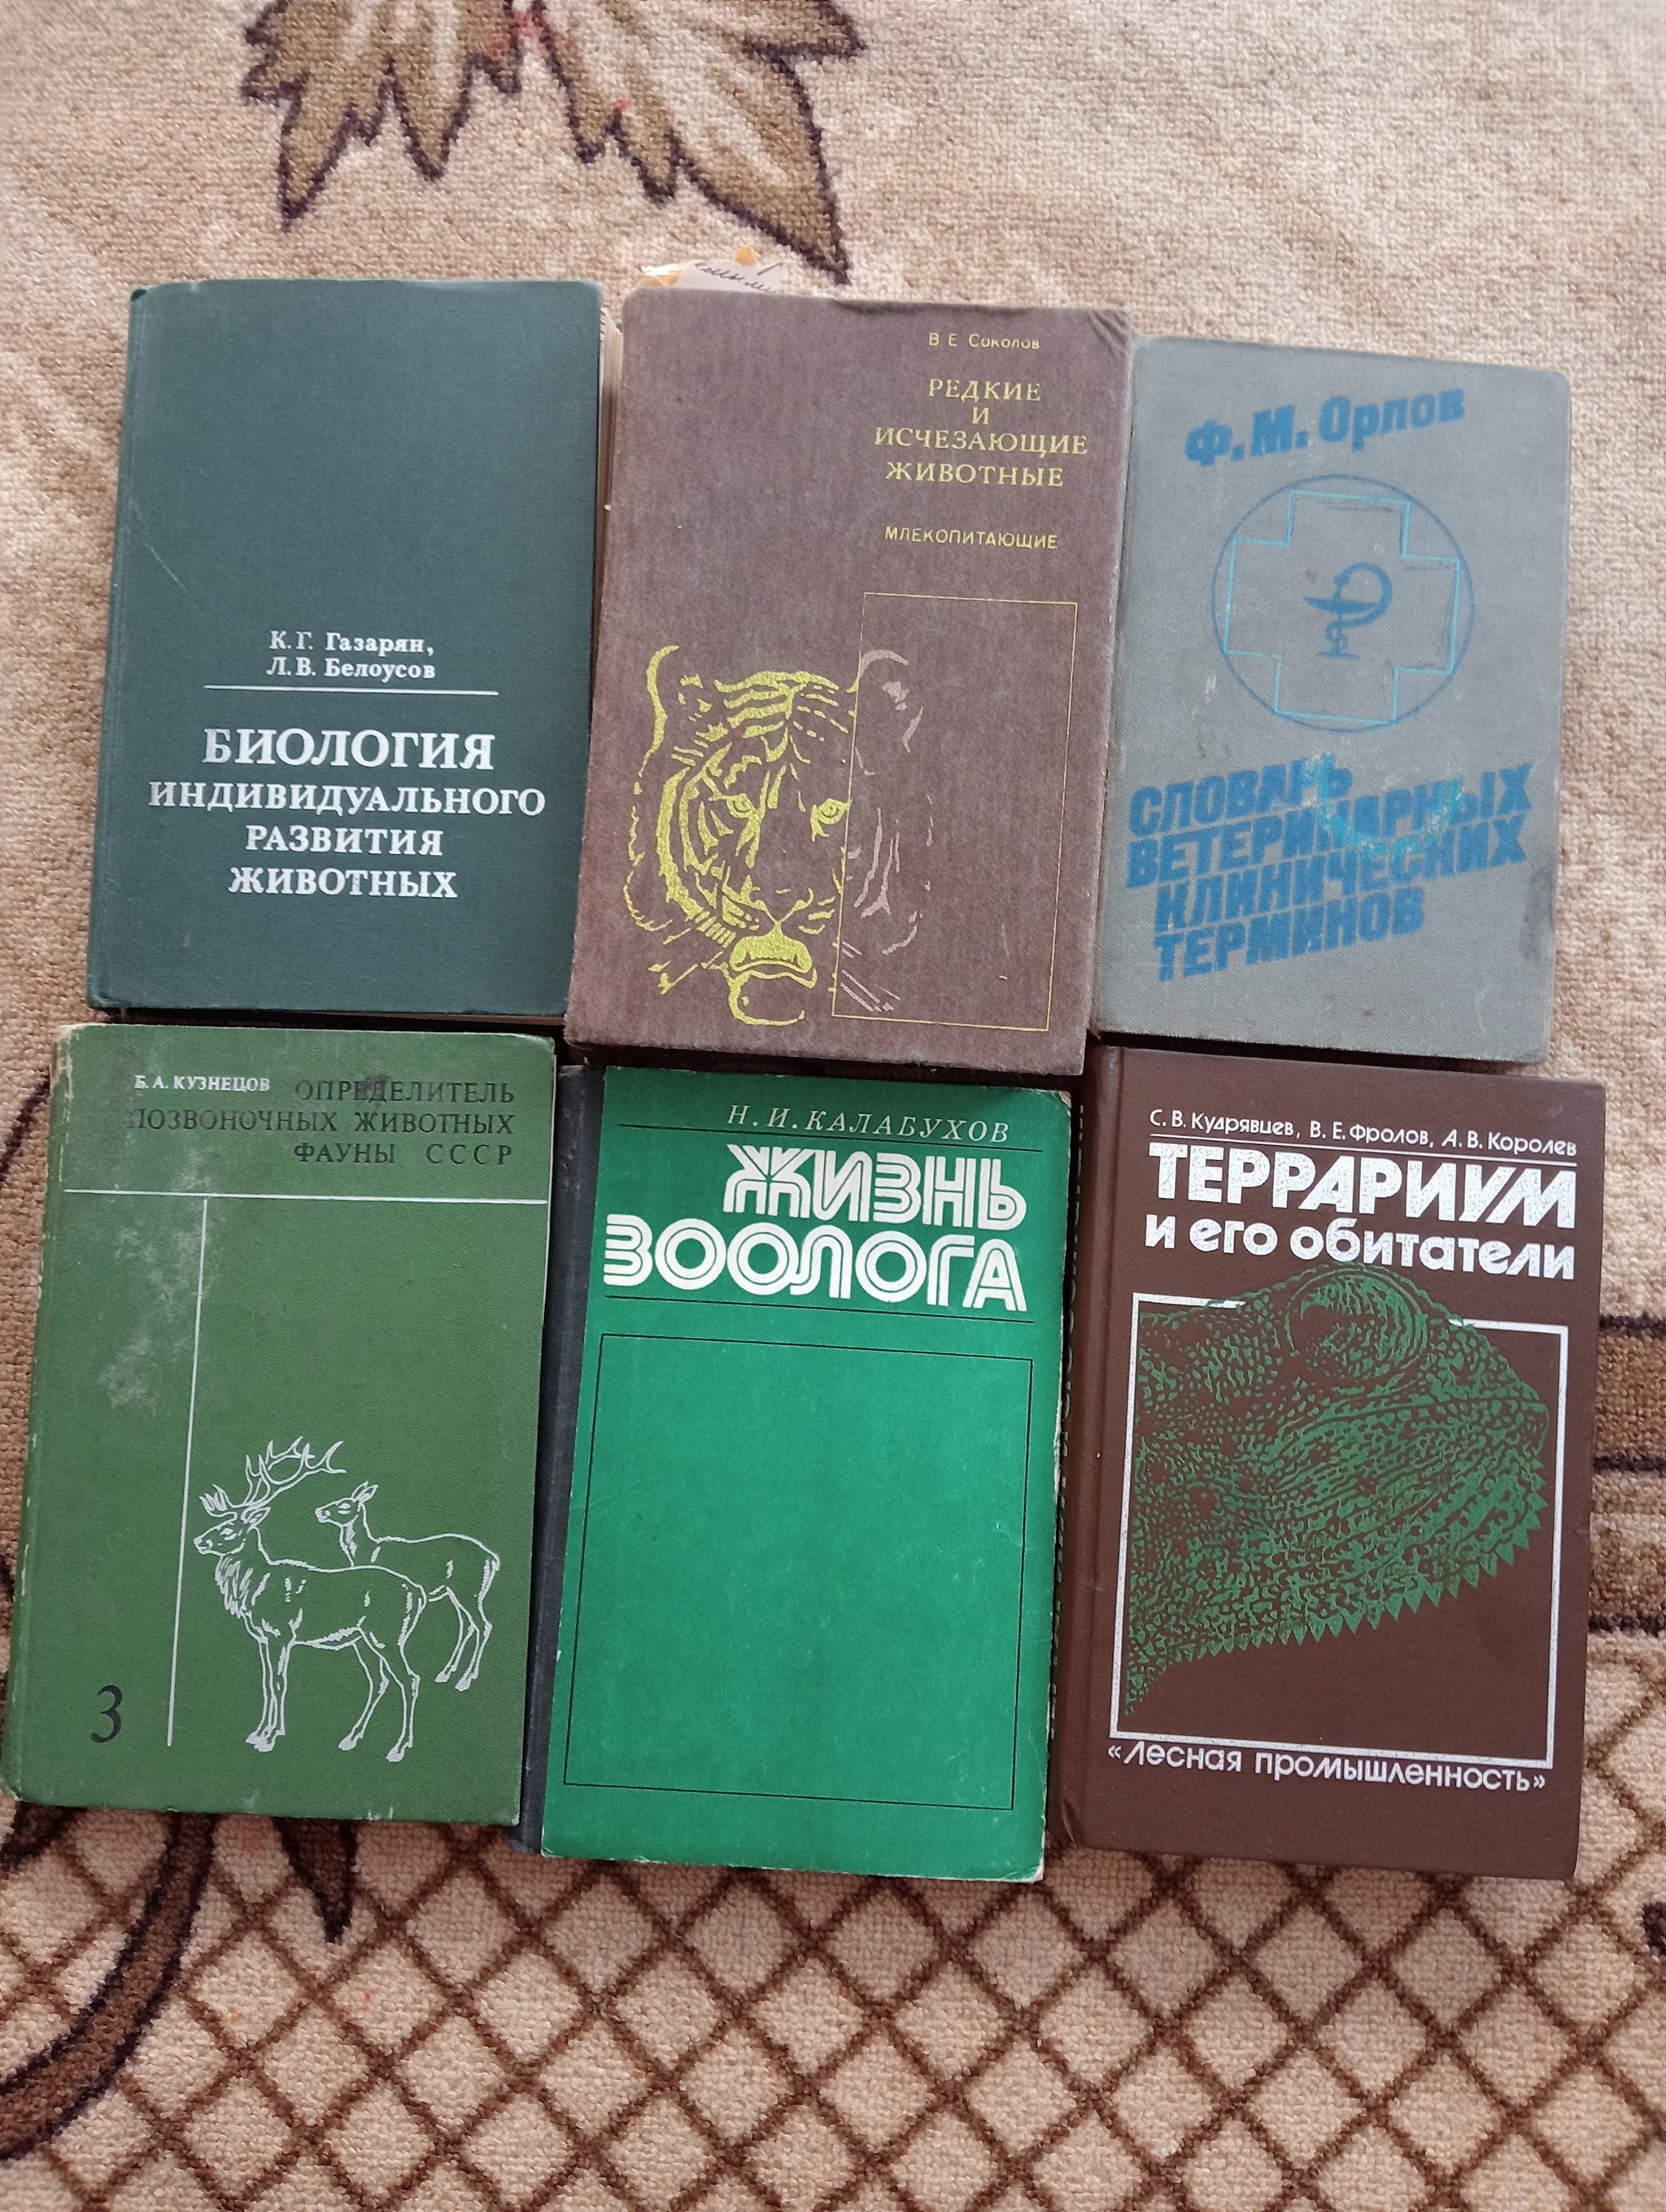 К. Г. Газарян,
Л. В. Белоусов
БИОЛОГИЯ
ИНДИВИДУАЛЬНОГО
РАЗВИТИЯ
ЖИВОТНЫХ
В Е Соколов
РЕДКИЕ
И
ИСЧЕЗАЮЩИЕ
ЖИВОТНЫЕ
МЛЕКОПИТАЮЩИЕ
Ф. М. Орлов
СЛОВАРЬ
ВЕТЕРИНАРНЫХ
КЛИНИЧЕСКИХ
ТЕРМИНОВ
Б. А. КУЗНЕЦОВ ОПРЕДЕЛИТЕЛЬ
ПОЗВОНОЧНЫХ ЖИВОТНЫХ
ФАУНЫ СССР
3
Н. И. КАЛАБУХОВ
ЖИЗНЬ
ЗООЛОГА
С. В. Кудрявцев, В. Е. Фролов, А. В. Королев
ТЕРРАРИУМ
и его обитатели
«Лесная промышленность»